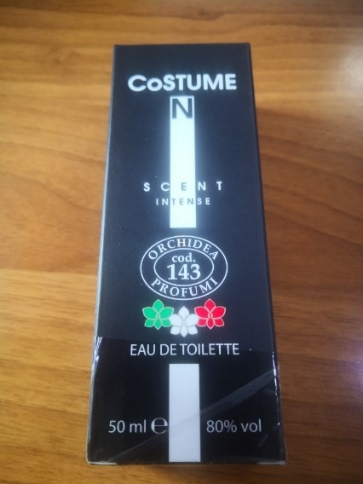 CoSTUME
N
SCENT
INTENSE
ORCHIDEA
cod.
143
PROFUMI
EAU DE TOILETTE
50 ml ℮ 80% vol